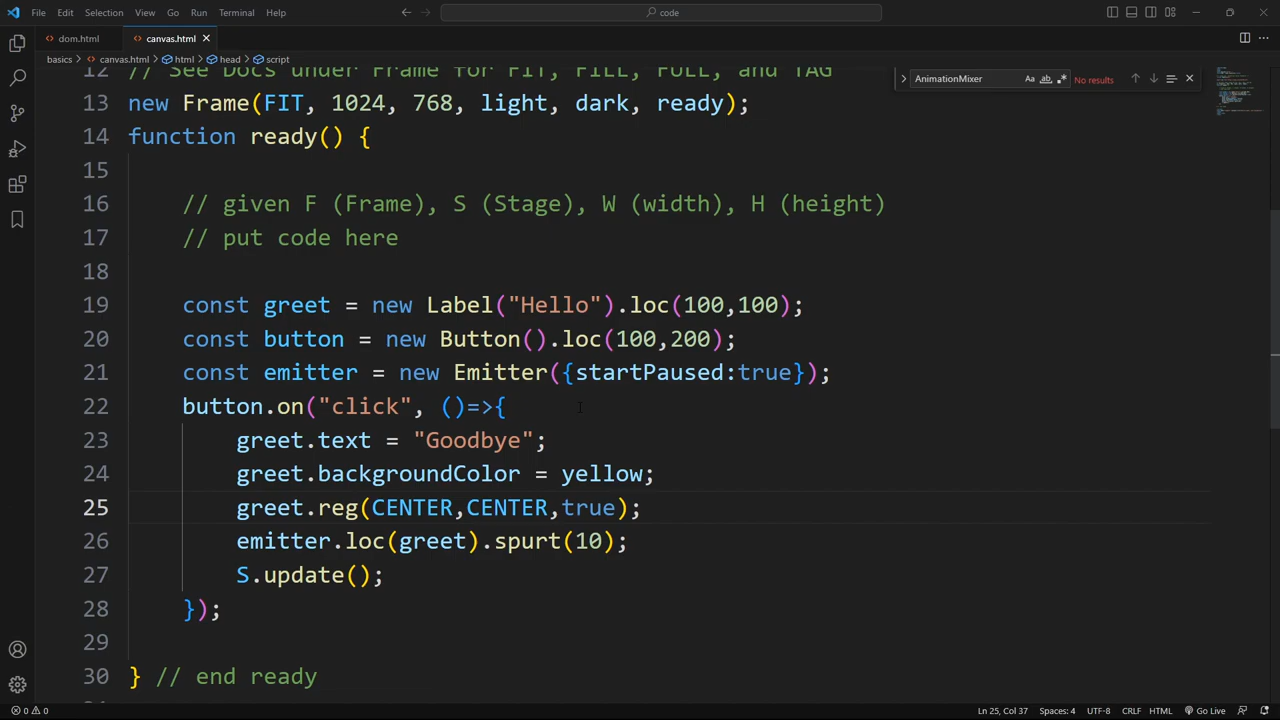 File Edit Selection View Go Run Terminal Help
code
dom.html canvas.html
basics canvas.html html head script
AnimationMixer Aa ab No results
12 // See Docs under Frame for FIT, FILL, FULL, and TAG
13 new Frame(FIT, 1024, 768, light, dark, ready);
14 function ready() {
15
16 // given F (Frame), S (Stage), W (width), H (height)
17 // put code here
18
19 const greet = new Label("Hello").loc(100,100);
20 const button = new Button().loc(100,200);
21 const emitter = new Emitter({startPaused:true});
22 button.on("click", ()=>{
23 greet.text = "Goodbye";
24 greet.backgroundColor = yellow;
25 greet.reg(CENTER,CENTER,true);
26 emitter.loc(greet).spurt(10);
27 S.update();
28 });
29
30 } // end ready
0 0 Ln 25, Col 37 Spaces: 4 UTF-8 CRLF HTML Go Live